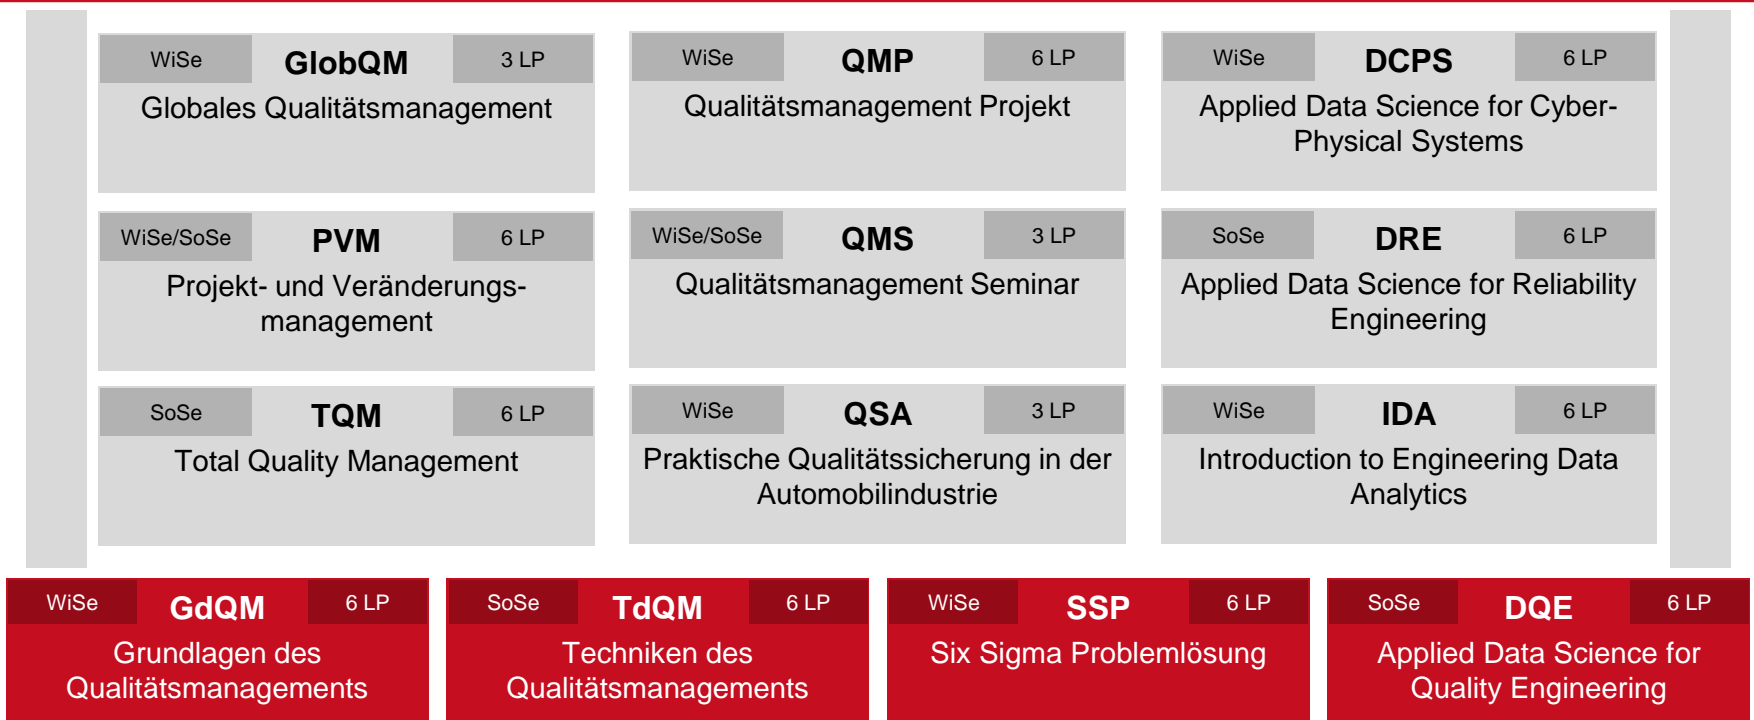 WiSe GlobQM 3 LP
Globales Qualitätsmanagement
WiSe QMP 6 LP
Qualitätsmanagement Projekt
WiSe DCPS 6 LP
Applied Data Science for Cyber-
Physical Systems
WiSe/SoSe PVM 6 LP
Projekt- und Veränderungs-
management
WiSe/SoSe QMS 3 LP
Qualitätsmanagement Seminar
SoSe DRE 6 LP
Applied Data Science for Reliability
Engineering
SoSe TQM 6 LP
Total Quality Management
WiSe QSA 3 LP
Praktische Qualitätssicherung in der
Automobilindustrie
WiSe IDA 6 LP
Introduction to Engineering Data
Analytics
WiSe GdQM 6 LP
Grundlagen des
Qualitätsmanagements
SoSe TdQM 6 LP
Techniken des
Qualitätsmanagements
WiSe SSP 6 LP
Six Sigma Problemlösung
SoSe DQE 6 LP
Applied Data Science for
Quality Engineering